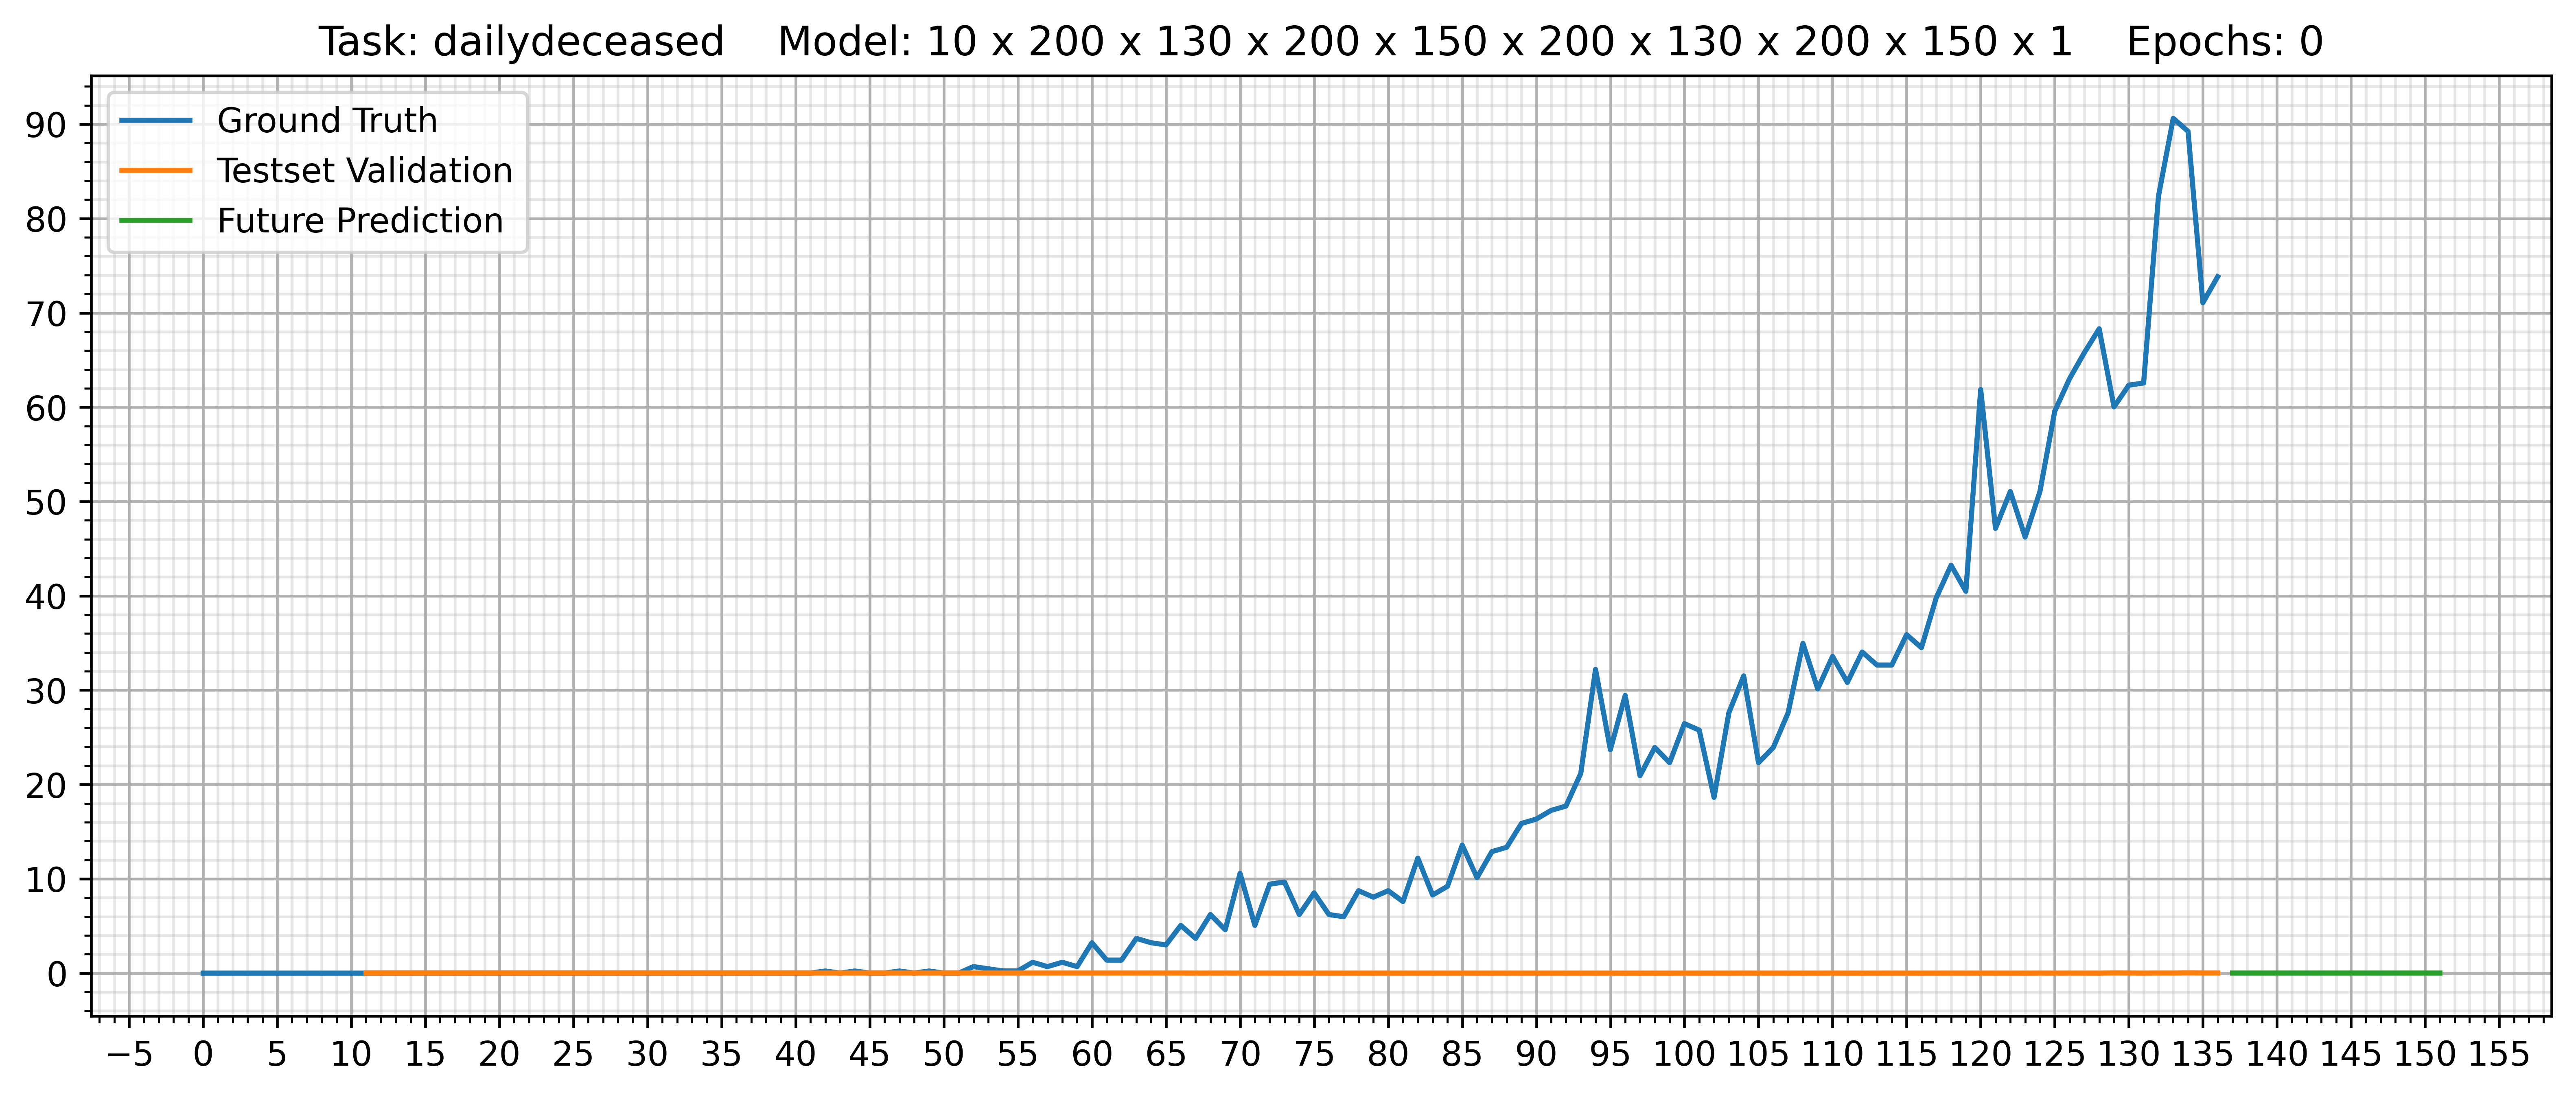 Task: dailydeceased    Model: 10 x 200 x 130 x 200 x 150 x 200 x 130 x 200 x 150 x 1    Epochs: 0
Ground Truth
Testset Validation
Future Prediction
90
80
70
60
50
40
30
20
10
0
−5 0 5 10 15 20 25 30 35 40 45 50 55 60 65 70 75 80 85 90 95 100 105 110 115 120 125 130 135 140 145 150 155